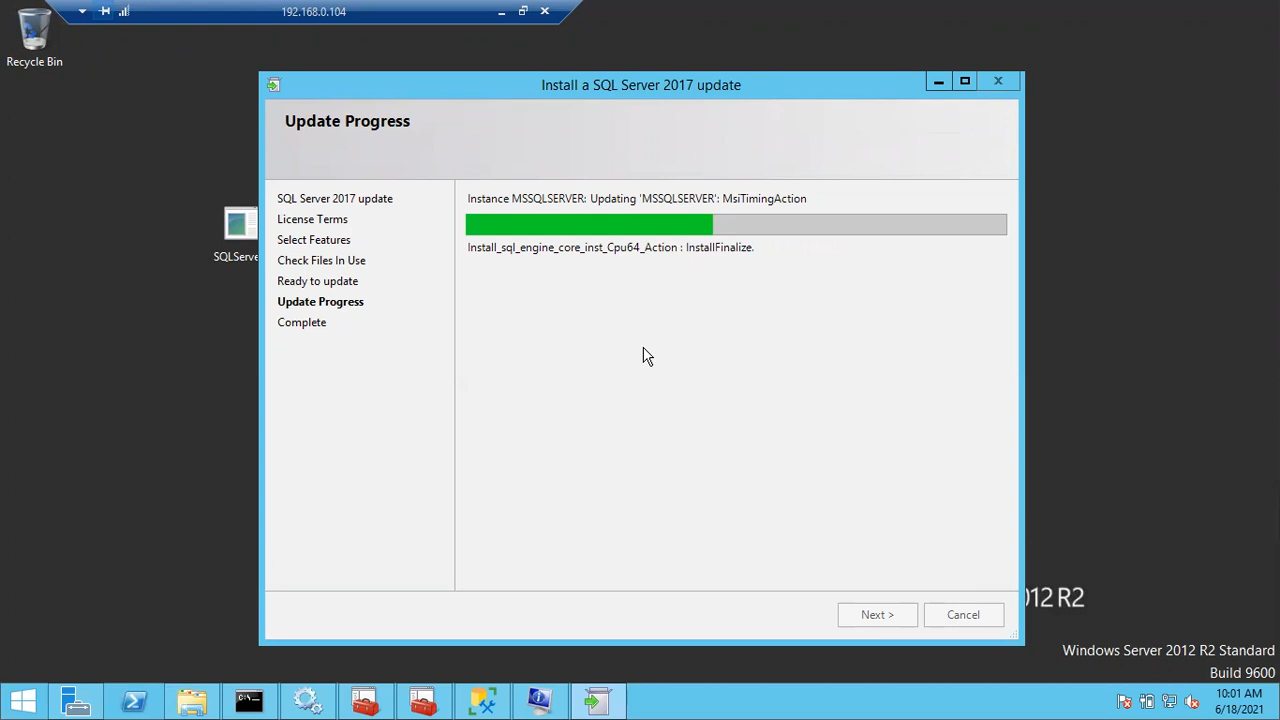 192.168.0.104
Recycle Bin
Install a SQL Server 2017 update
Update Progress
SQL Server 2017 update
License Terms
Select Features
Check Files In Use
Ready to update
Update Progress
Complete
Instance MSSQLSERVER: Updating 'MSSQLSERVER': MsiTimingAction
Install_sql_engine_core_inst_Cpu64_Action : InstallFinalize.
SQLServe
Next >
Cancel
012 R2
Windows Server 2012 R2 Standard
Build 9600
10:01 AM
6/18/2021